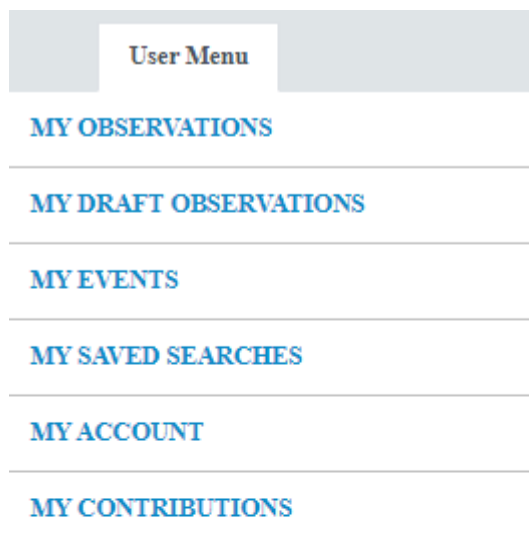 User Menu
MY OBSERVATIONS
MY DRAFT OBSERVATIONS
MY EVENTS
MY SAVED SEARCHES
MY ACCOUNT
MY CONTRIBUTIONS